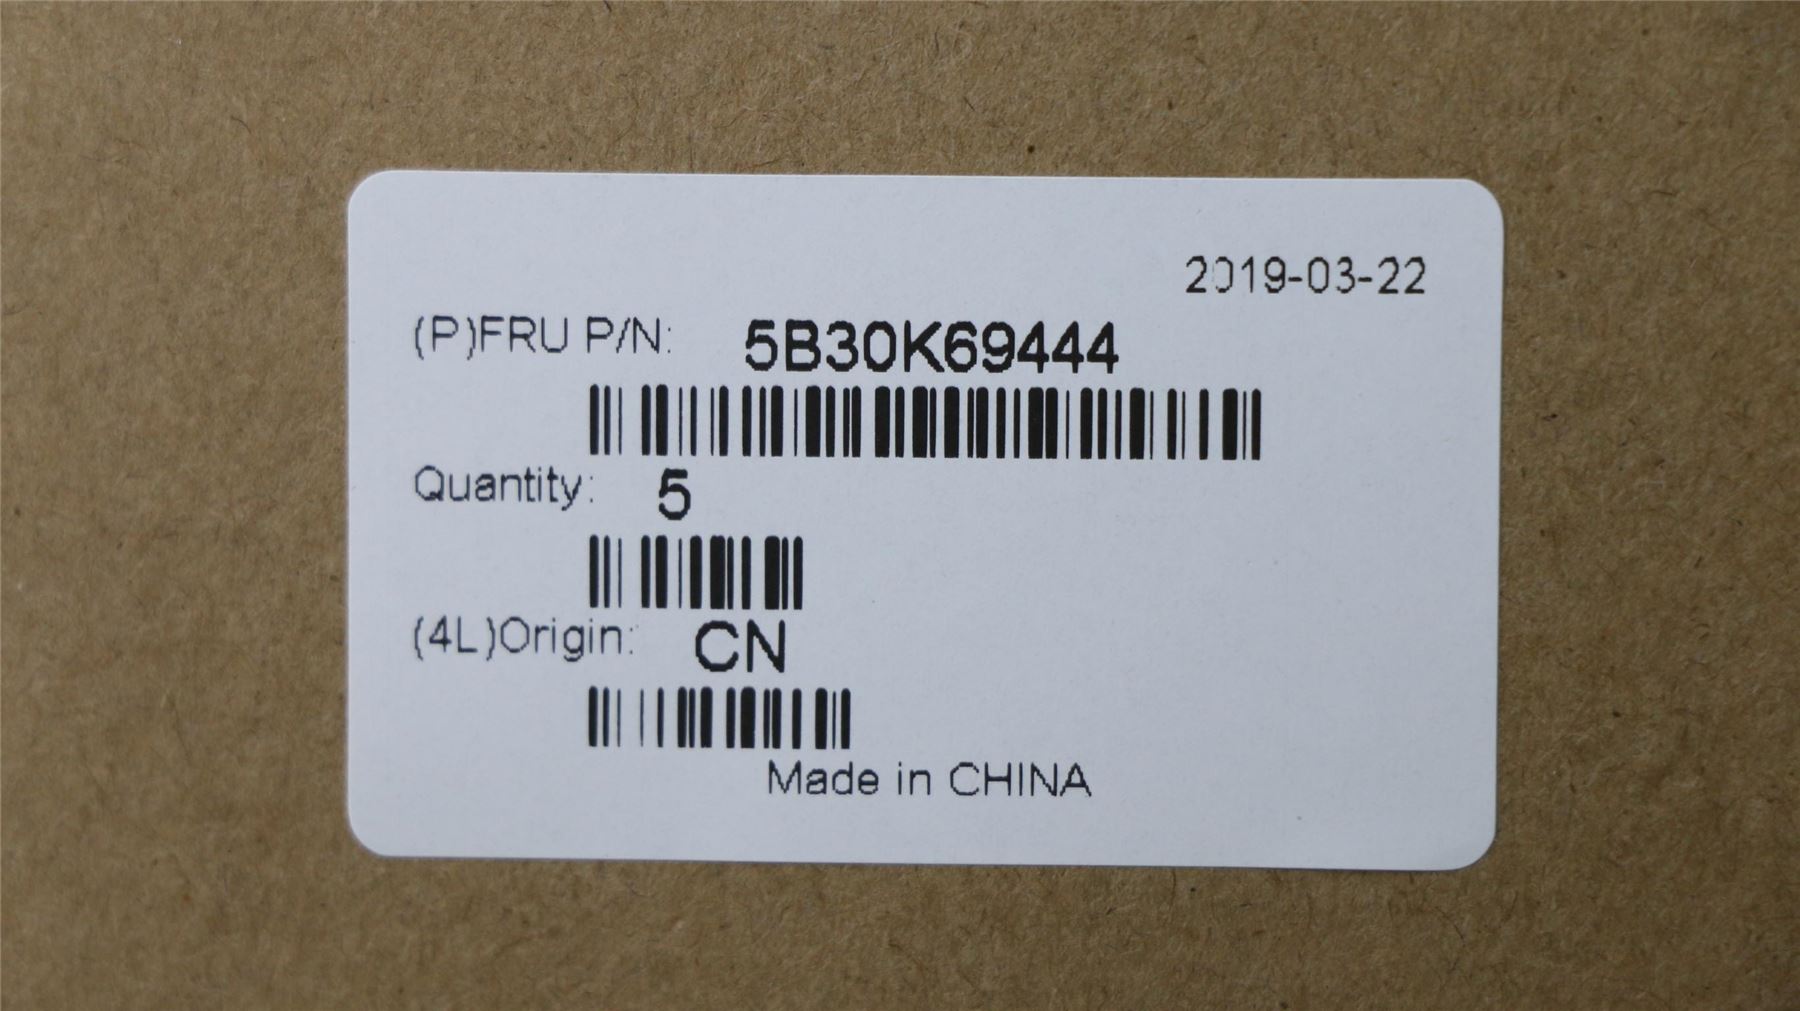 2019-03-22
(P)FRU P/N: 5B30K69444
Quantity: 5
(4L)Origin: CN
Made in CHINA